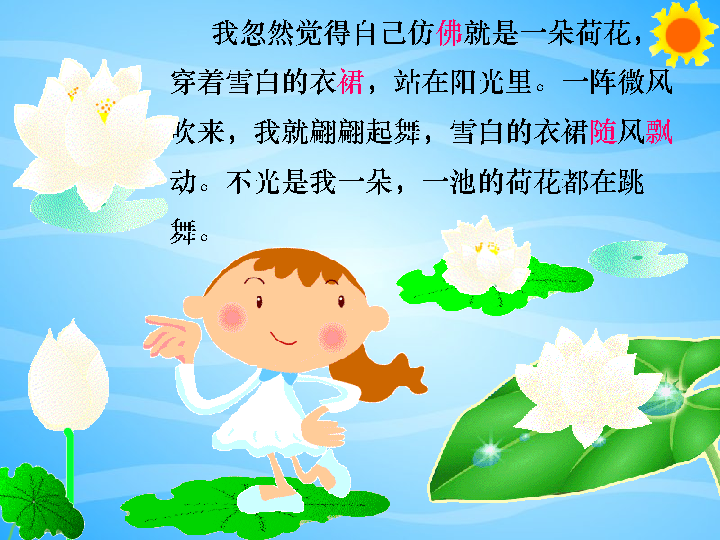 我忽然觉得自己仿佛就是一朵荷花，
穿着雪白的衣裙，站在阳光里。一阵微风
吹来，我就翩翩起舞，雪白的衣裙随风飘
动。不光是我一朵，一池的荷花都在跳
舞。